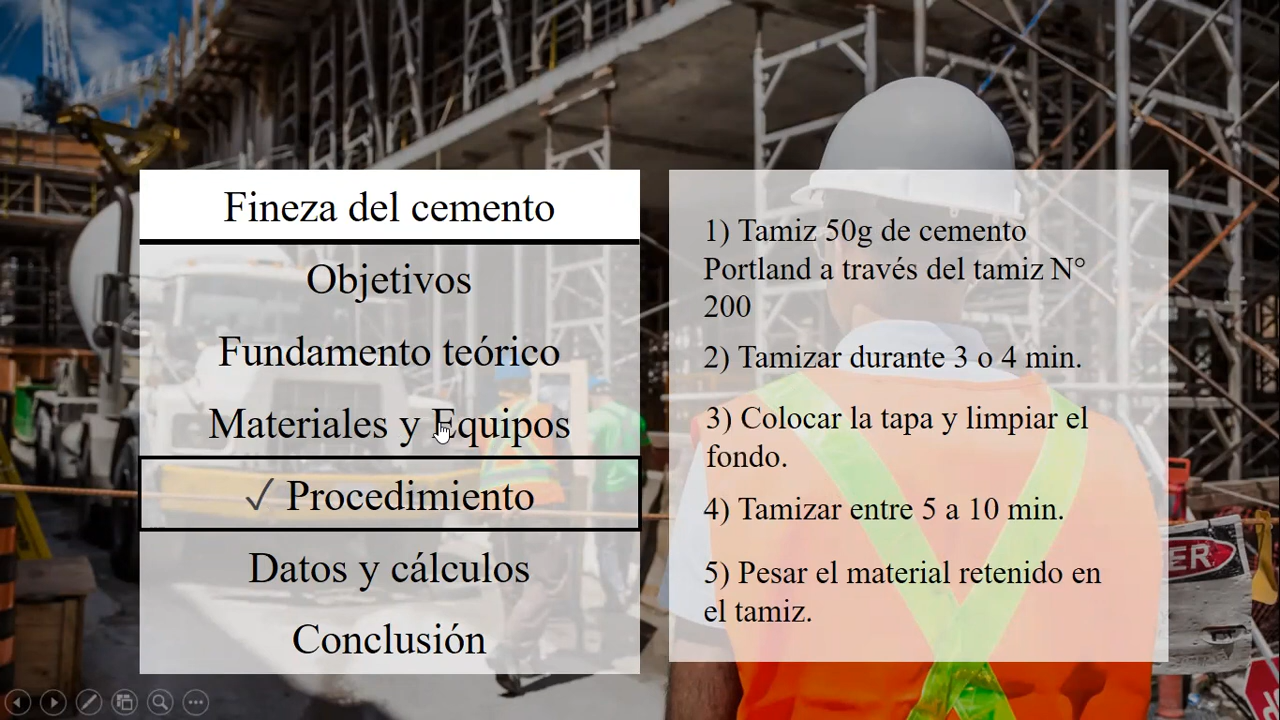 Fineza del cemento
Objetivos
Fundamento teórico
Materiales y Equipos
✓ Procedimiento
Datos y cálculos
Conclusión
1) Tamiz 50g de cemento
Portland a través del tamiz N°
200
2) Tamizar durante 3 o 4 min.
3) Colocar la tapa y limpiar el
fondo.
4) Tamizar entre 5 a 10 min.
5) Pesar el material retenido en
el tamiz.
ER